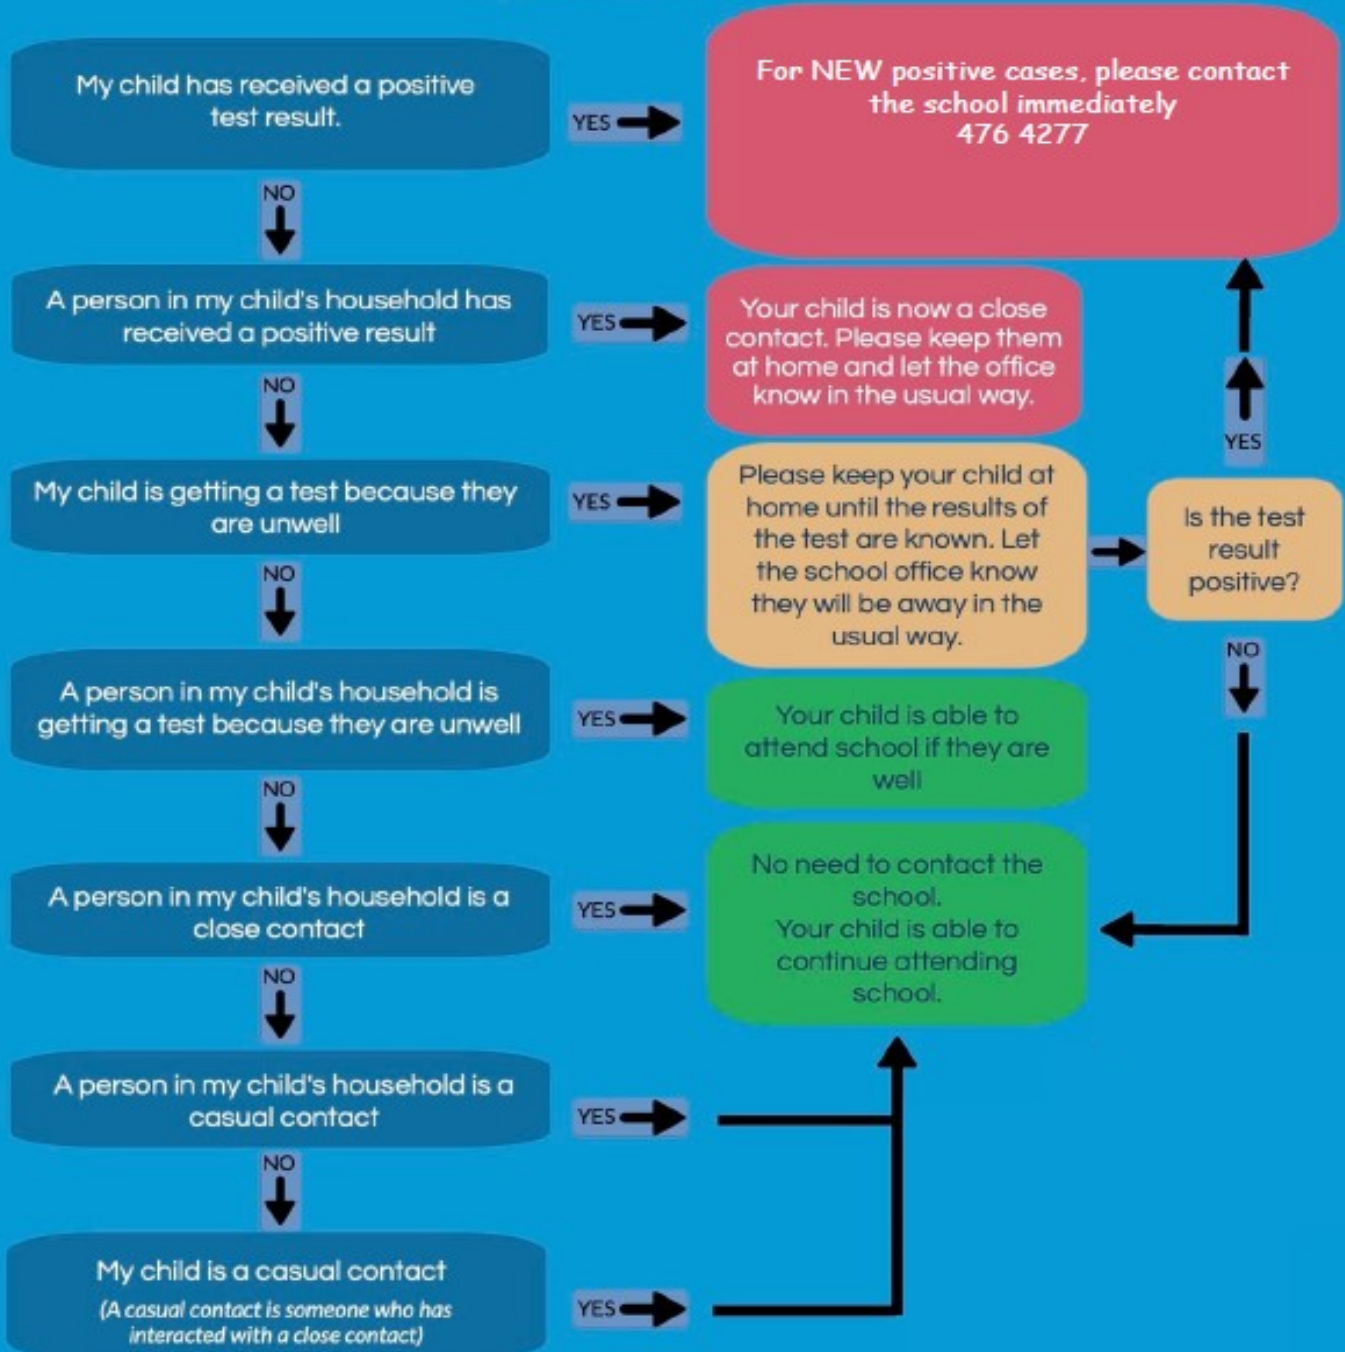 My child has received a positive
test result.
YES
For NEW positive cases, please contact
the school immediately
476 4277
NO
A person in my child's household has
received a positive result
YES
Your child is now a close
contact. Please keep them
at home and let the office
know in the usual way.
NO
My child is getting a test because they
are unwell
YES
Please keep your child at
home until the results of
the test are known. Let
the school office know
they will be away in the
usual way.
Is the test
result
positive?
YES
NO
NO
A person in my child's household is
getting a test because they are unwell
YES
Your child is able to
attend school if they are
well
NO
A person in my child's household is a
close contact
YES
No need to contact the
school.
Your child is able to
continue attending
school.
NO
A person in my child's household is a
casual contact
YES
NO
My child is a casual contact
(A casual contact is someone who has
interacted with a close contact)
YES